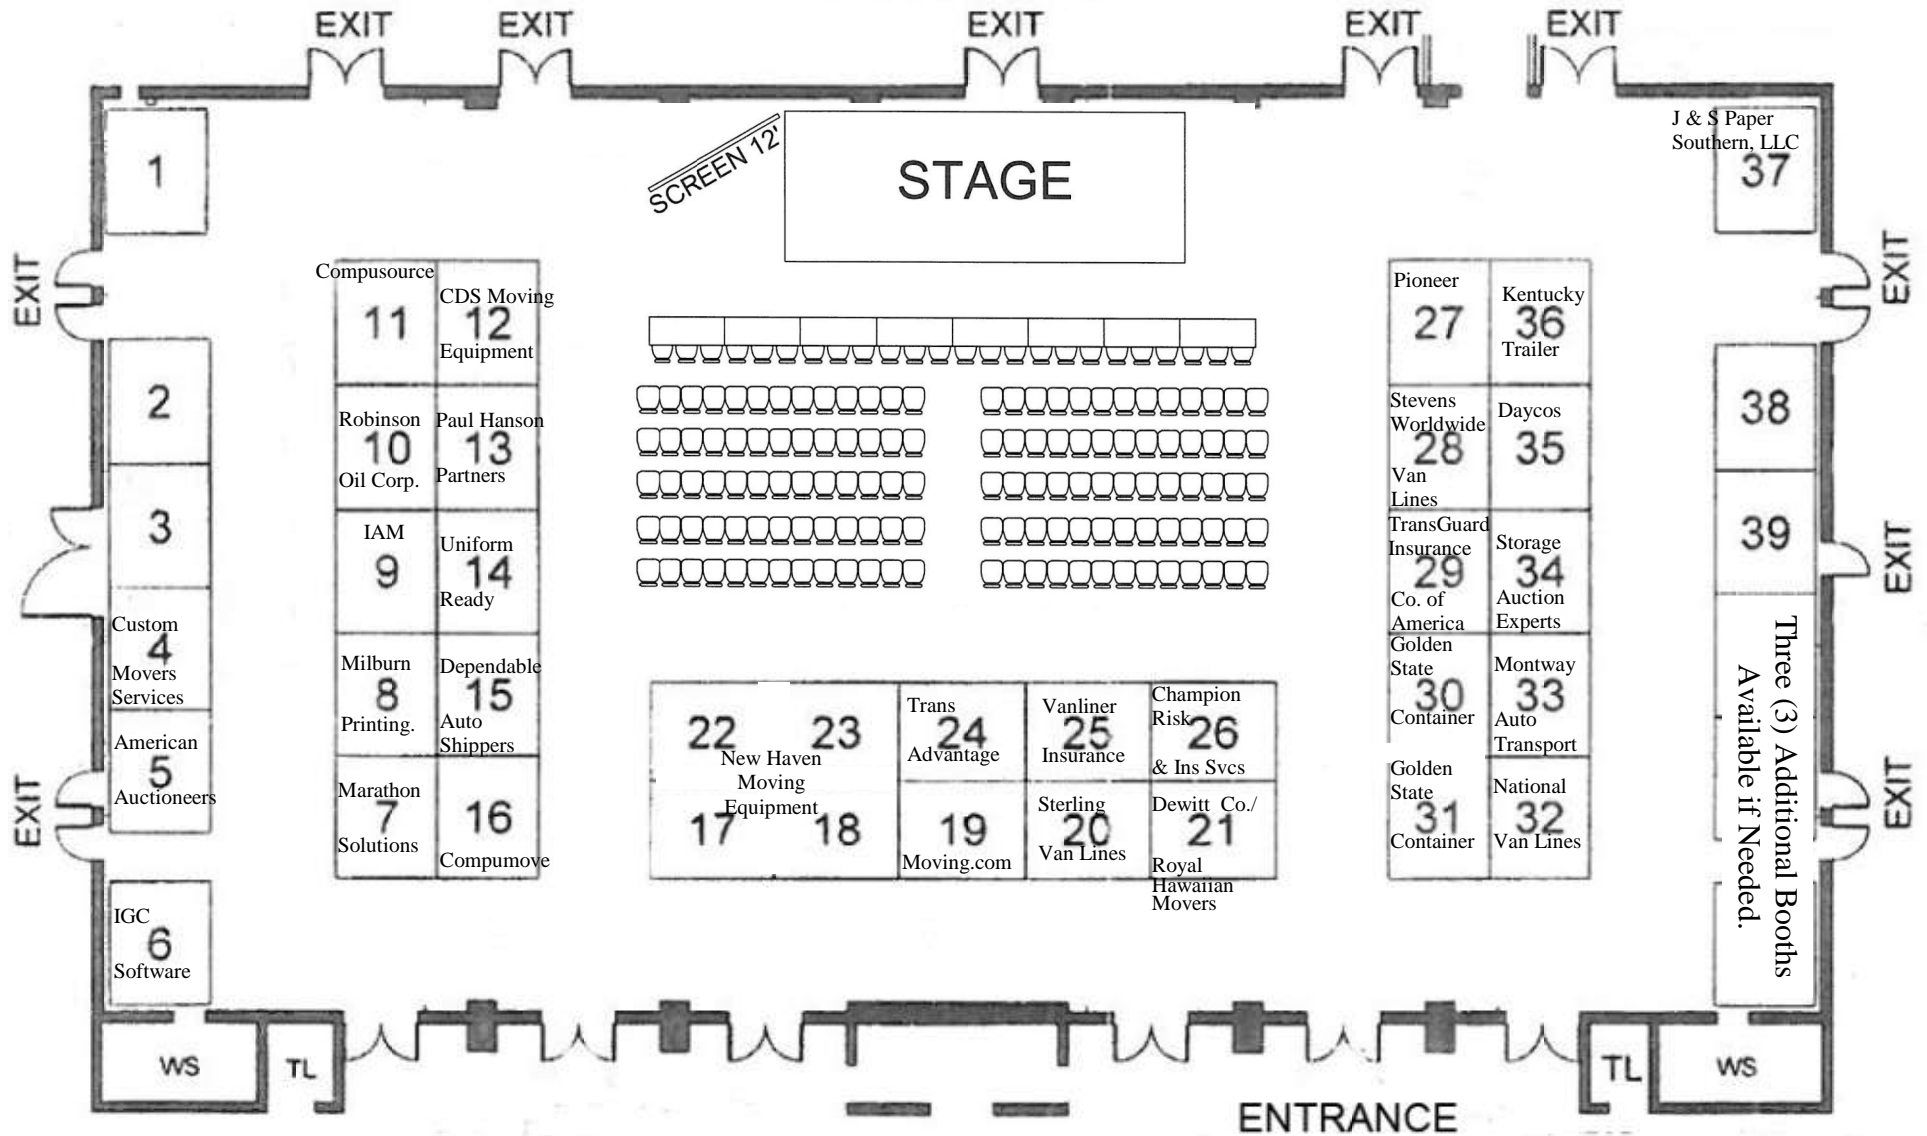 EXIT
EXIT
EXIT
EXIT
EXIT
SCREEN 12'
STAGE
1
J & S Paper
Southern, LLC
37
EXIT
EXIT
Compusource
11
CDS Moving
12
Equipment
Pioneer
27
Kentucky
36
Trailer
2
Robinson
10
Oil Corp.
Paul Hanson
13
Partners
Stevens
Worldwide
28
Van
Lines
Daycos
35
38
3
IAM
9
Uniform
14
Ready
TransGuard
Insurance
29
Co. of
America
Storage
34
Auction
Experts
39
EXIT
Custom
4
Movers
Services
Milburn
8
Printing.
Dependable
15
Auto
Shippers
22
23
New Haven
Moving
Equipment
17
18
Trans
24
Advantage
Vanliner
25
Insurance
Champion
Risk
26
& Ins Svcs
Golden
State
30
Container
Montway
33
Auto
Transport
Three (3) Additional Booths
Available if Needed.
American
5
Auctioneers
EXIT
Marathon
7
Solutions
16
Compumove
19
Moving.com
Sterling
20
Van Lines
Dewitt Co./
21
Royal
Hawaiian
Movers
Golden
State
31
Container
National
32
Van Lines
EXIT
IGC
6
Software
WS
TL
TL
WS
ENTRANCE